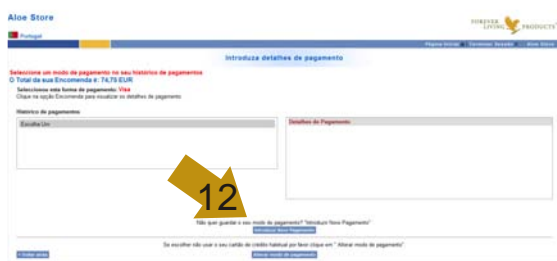 Aloe Store
FOREVER
LIVING PRODUCTS
Portugal
Página Inicial Terminar Sessão Aloe Store
Introduza detalhes de pagamento
Seleccione um modo de pagamento no seu histórico de pagamentos
O Total da sua Encomenda é: 74,75 EUR
Seleccionou esta forma de pagamento: Visa
Clique na opção Encomenda para visualizar os detalhes de pagamento
Histórico de pagamentos
Escolha Um
Detalhes do Pagamento
12
Não quer guardar o seu modo de pagamento? "Introduzir Novo Pagamento"
Introduzir Novo Pagamento
Se escolher não usar o seu cartão de crédito habitual por favor clique em " Alterar modo de pagamento"
< Voltar atrás
Alterar modo de pagamento